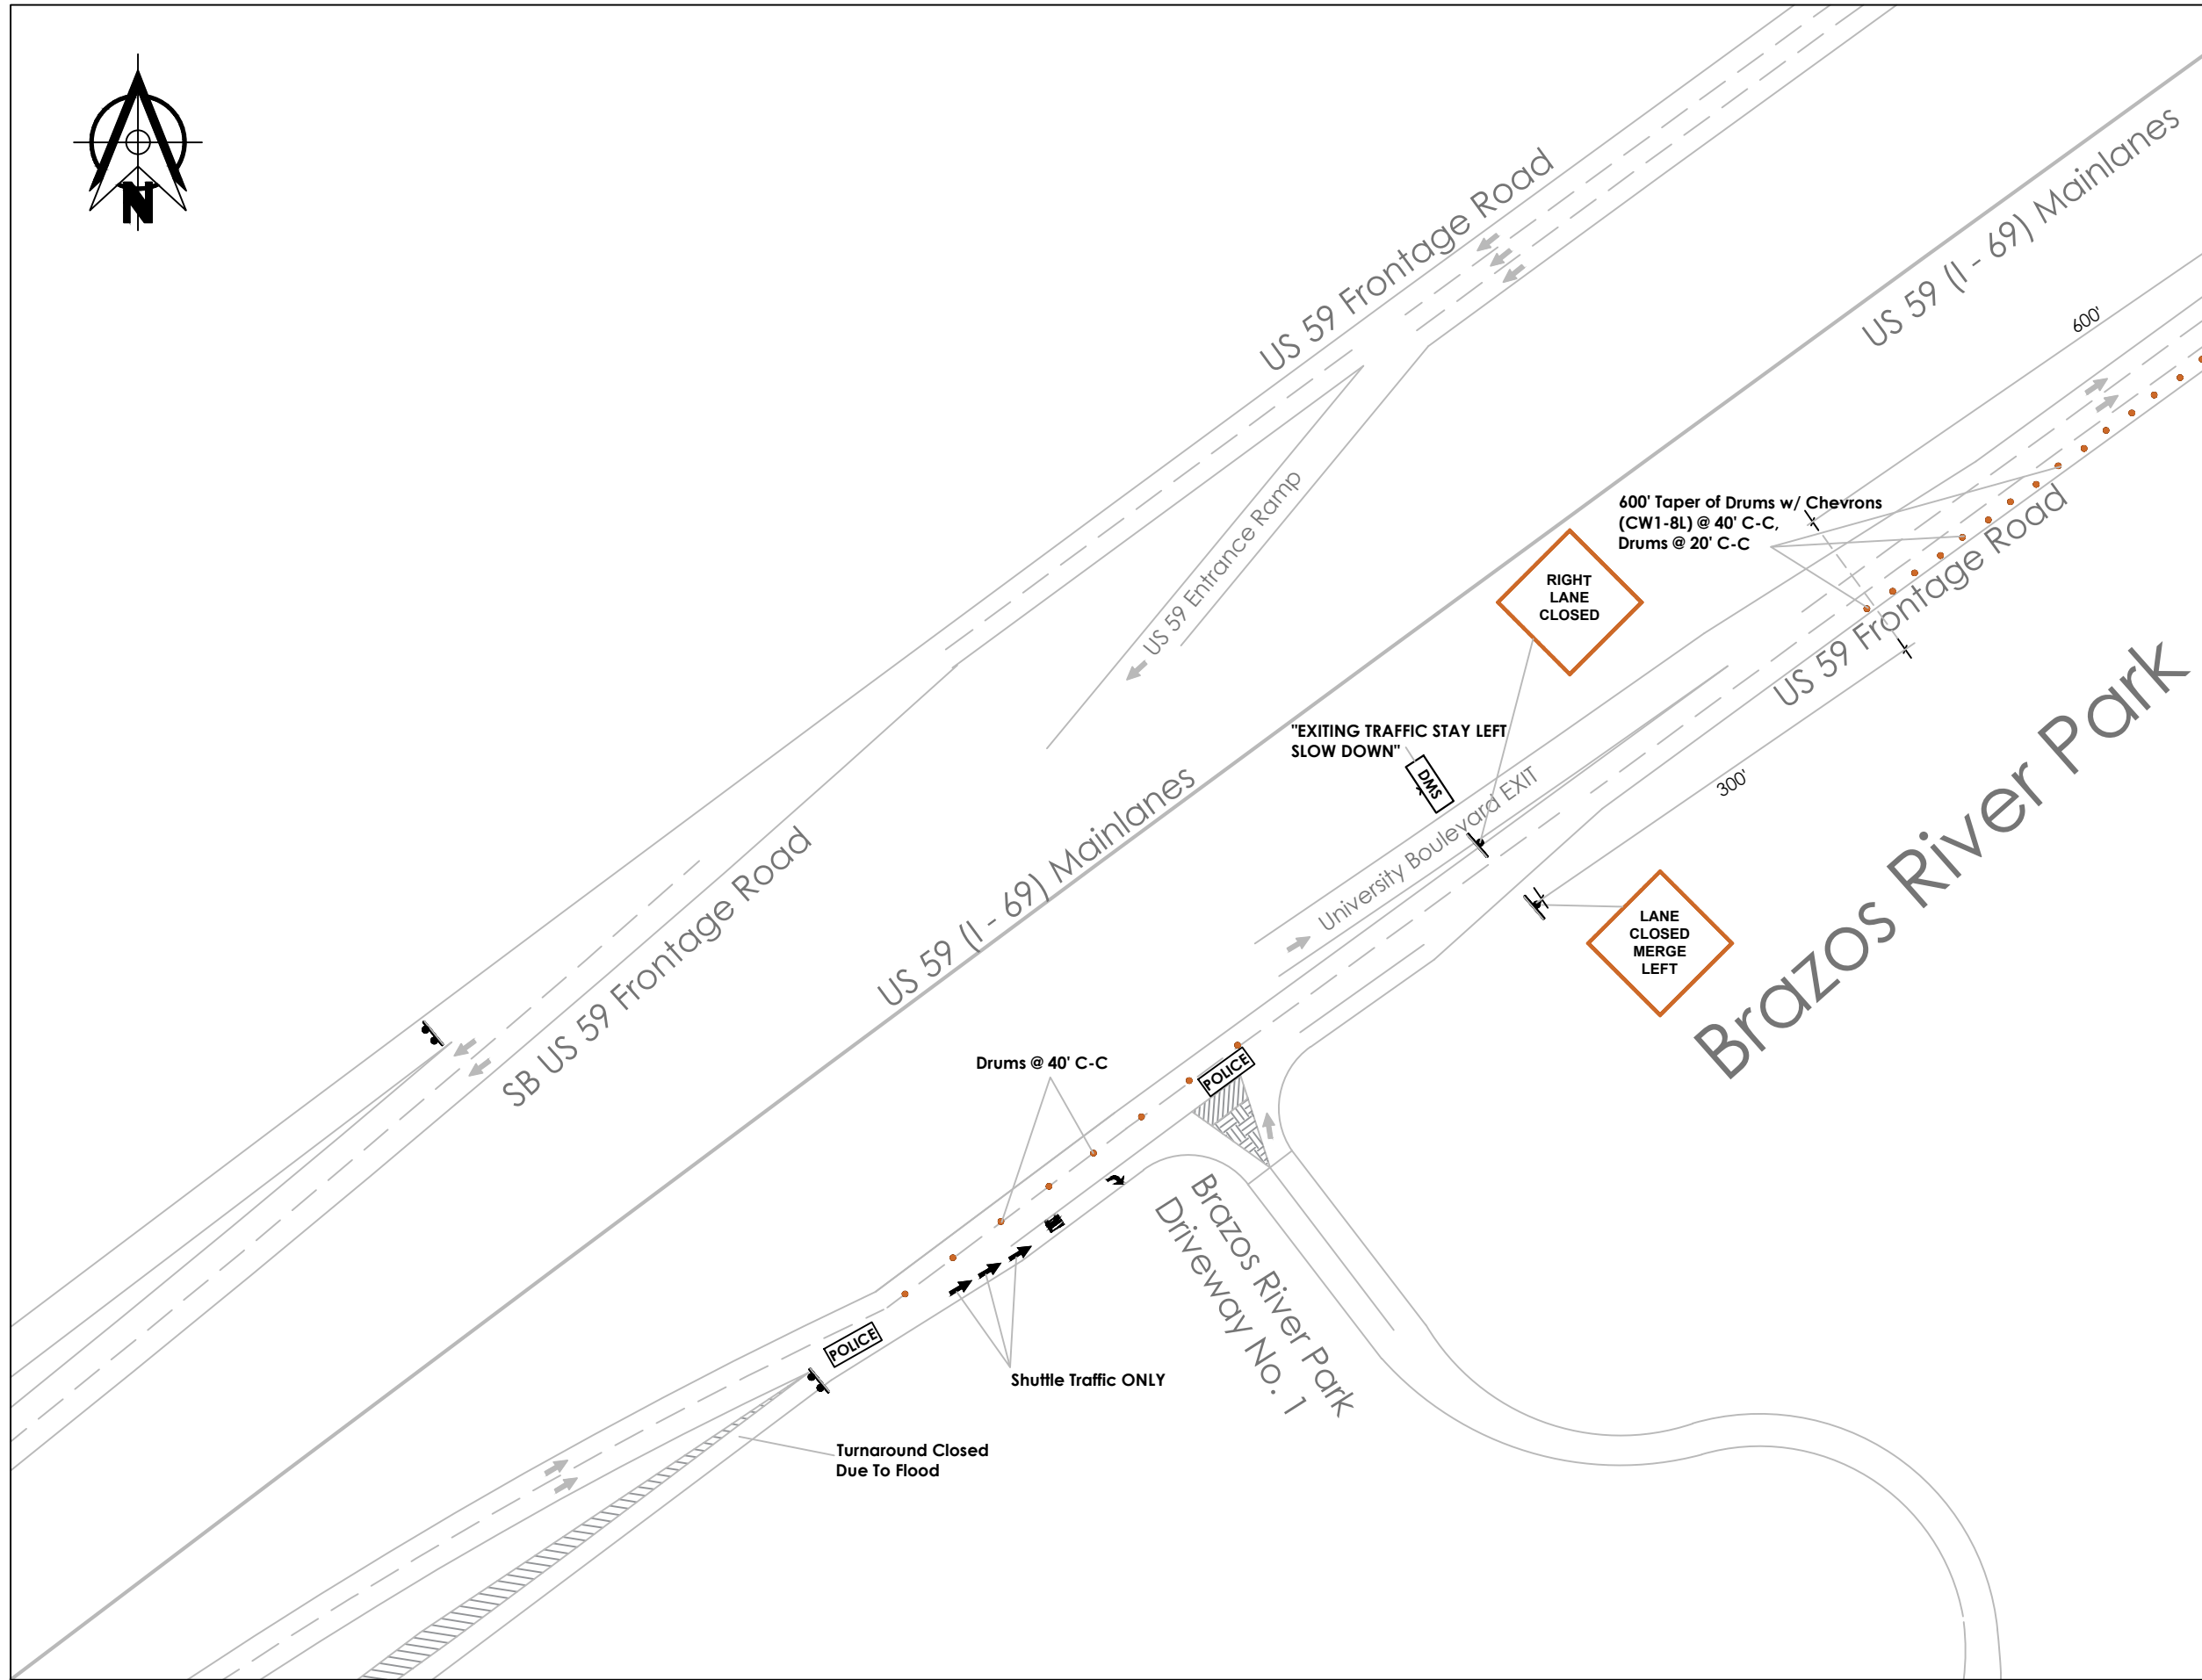 N
US 59 Frontage Road
US 59 (I - 69) Mainlanes
600'
600' Taper of Drums w/ Chevrons
(CW1-8L) @ 40' C-C,
Drums @ 20' C-C
US 59 Entrance Ramp
RIGHT
LANE
CLOSED
US 59 Frontage Road
"EXITING TRAFFIC STAY LEFT
SLOW DOWN"
DMS
300'
Brazos River Park
University Boulevard EXIT
US 59 (I - 69) Mainlanes
SB US 59 Frontage Road
LANE
CLOSED
MERGE
LEFT
Drums @ 40' C-C
POLICE
Brazos River Park
Driveway No. 1
POLICE
Shuttle Traffic ONLY
Turnaround Closed
Due To Flood